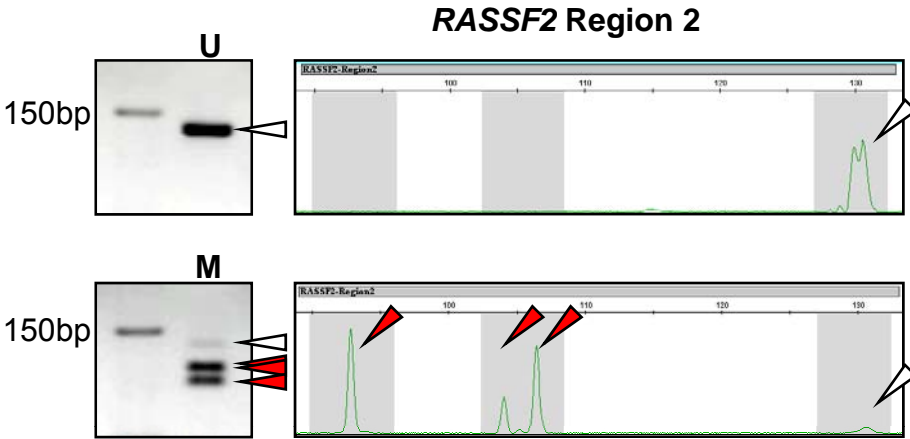 RASSF2 Region 2
U
150bp
RASSF2-Region2
100 110 120 130
M
150bp
RASSF2-Region2
100 110 120 130